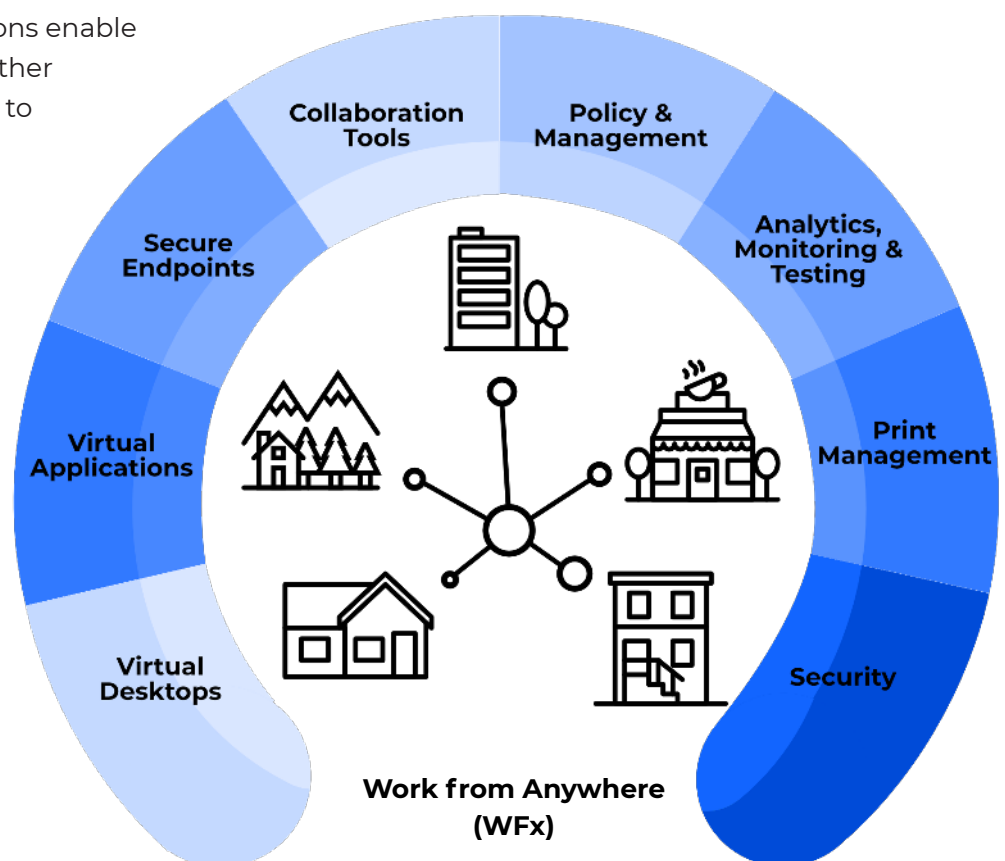 ons enable
ther
to
Collaboration
Tools
Policy &
Management
Secure
Endpoints
Analytics,
Monitoring &
Testing
Virtual
Applications
Print
Management
Virtual
Desktops
Security
Work from Anywhere
(WFx)